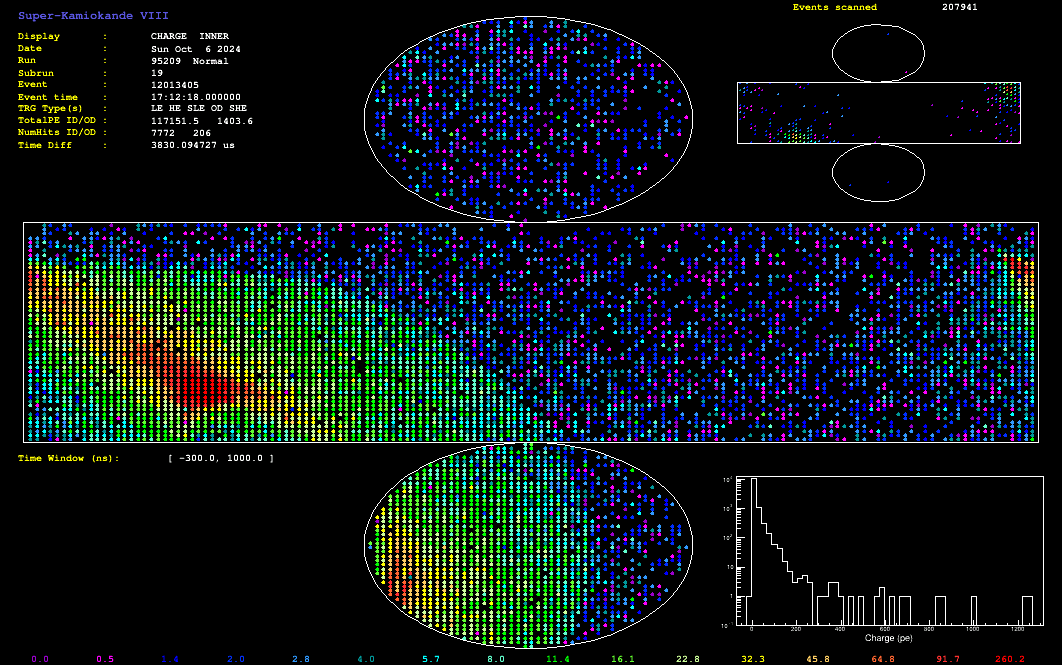 Super-Kamiokande VIII
Events scanned 207941
Display : CHARGE INNER
Date : Sun Oct 6 2024
Run : 95209 Normal
Subrun : 19
Event : 12013405
Event time : 17:12:18.000000
TRG Type(s) : LE HE SLE OD SHE
TotalPE ID/OD : 117151.5 1403.6
NumHits ID/OD : 7772 206
Time Diff : 3830.094727 us
Time Window (ns): [ -300.0, 1000.0 ]
10
1
0 200 400 600 800 1000 1200
Charge (pe)
0.0 0.5 1.4 2.0 2.8 4.0 5.7 8.0 11.4 16.1 22.8 32.3 45.8 64.8 91.7 260.2